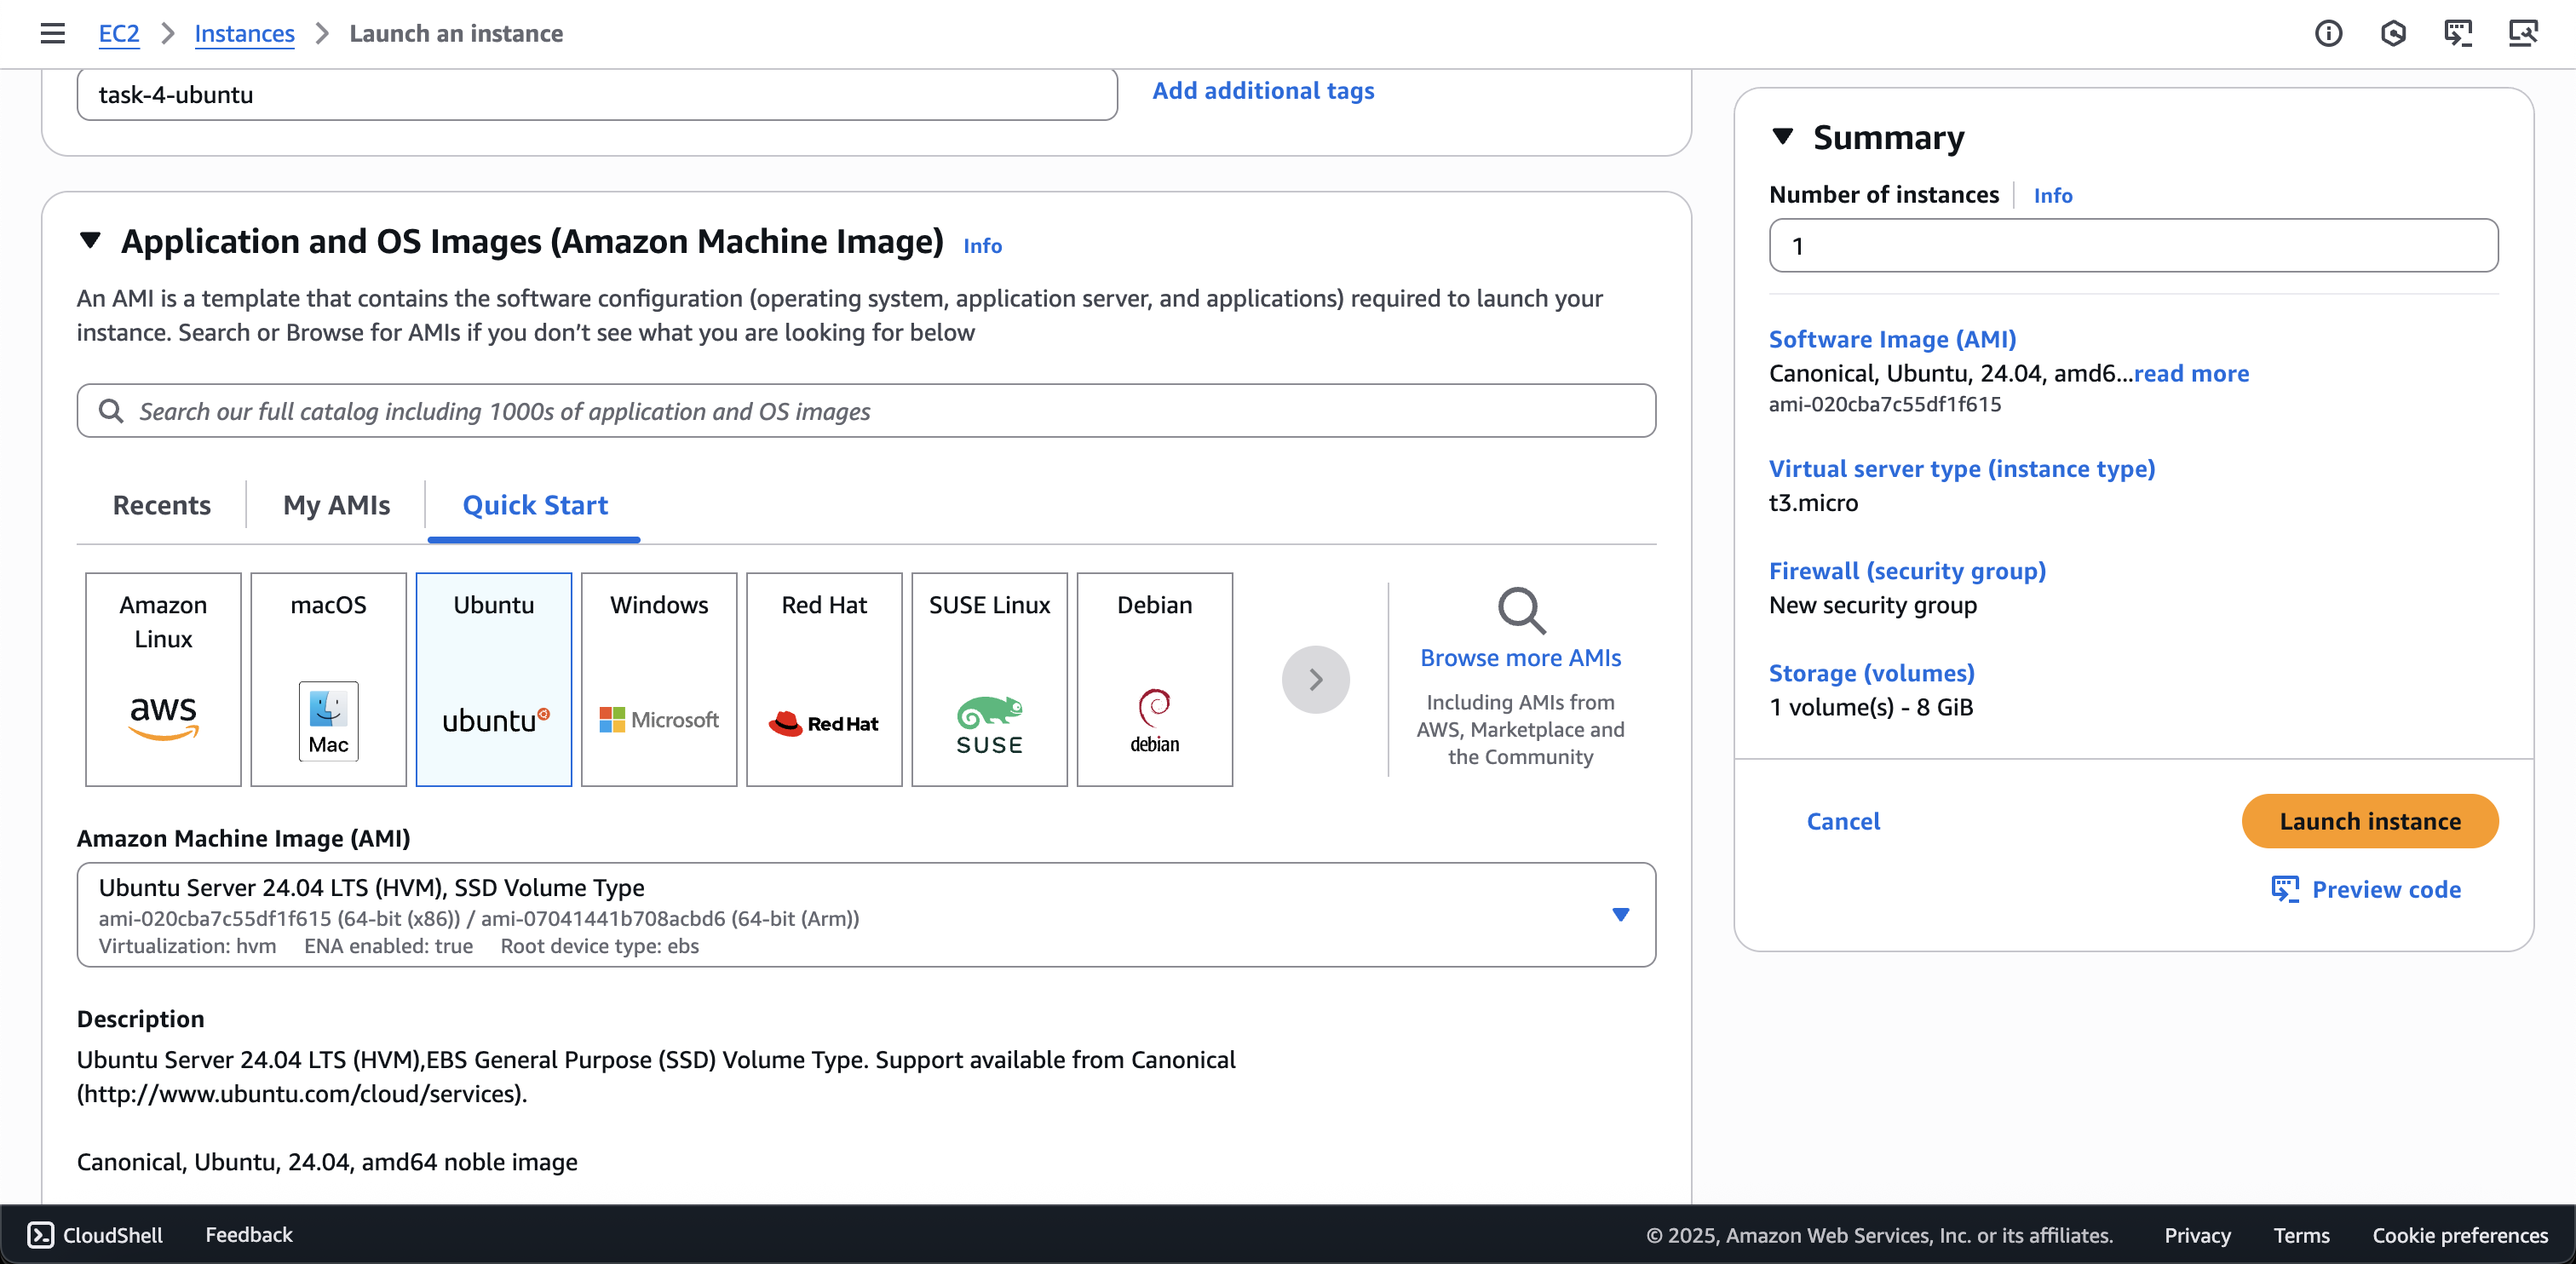 EC2 > Instances > Launch an instance
task-4-ubuntu
Add additional tags
Application and OS Images (Amazon Machine Image) Info
An AMI is a template that contains the software configuration (operating system, application server, and applications) required to launch your
instance. Search or Browse for AMIs if you don’t see what you are looking for below
Search our full catalog including 1000s of application and OS images
Recents
My AMIs
Quick Start
Amazon
Linux
aws
macOS
Mac
Ubuntu
ubuntu
Windows
Microsoft
Red Hat
Red Hat
SUSE Linux
SUSE
Debian
debian
Browse more AMIs
Including AMIs from
AWS, Marketplace and
the Community
Amazon Machine Image (AMI)
Ubuntu Server 24.04 LTS (HVM), SSD Volume Type
ami-020cba7c55df1f615 (64-bit (x86)) / ami-07041441b708acbd6 (64-bit (Arm))
Virtualization: hvm ENA enabled: true Root device type: ebs
Description
Ubuntu Server 24.04 LTS (HVM),EBS General Purpose (SSD) Volume Type. Support available from Canonical
(http://www.ubuntu.com/cloud/services).
Canonical, Ubuntu, 24.04, amd64 noble image
Summary
Number of instances Info
1
Software Image (AMI)
Canonical, Ubuntu, 24.04, amd6...read more
ami-020cba7c55df1f615
Virtual server type (instance type)
t3.micro
Firewall (security group)
New security group
Storage (volumes)
1 volume(s) - 8 GiB
Cancel
Launch instance
Preview code
CloudShell
Feedback
© 2025, Amazon Web Services, Inc. or its affiliates.
Privacy
Terms
Cookie preferences